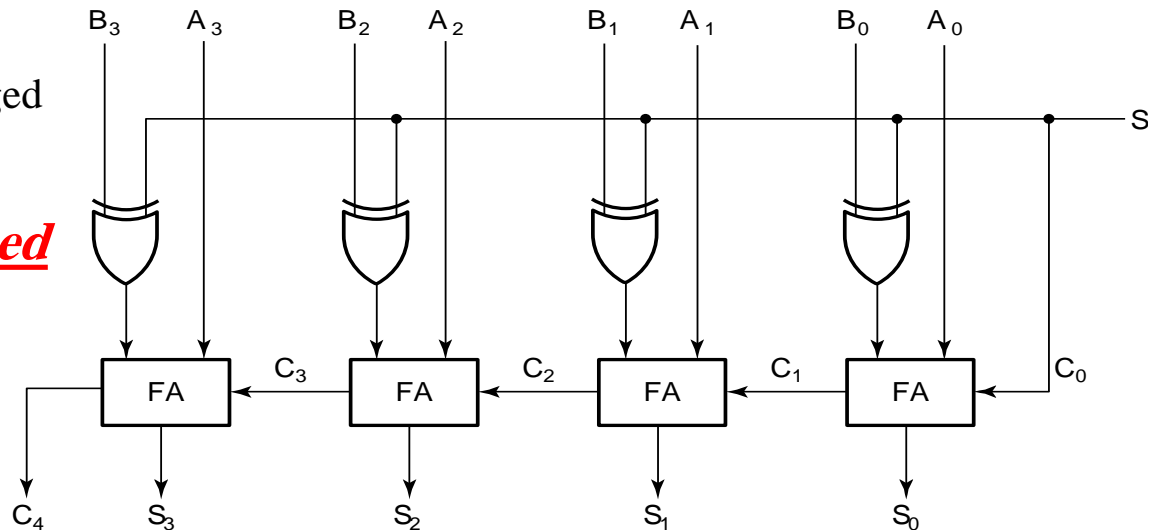 B3 A3 B2 A2 B1 A1 B0 A0
ged
S
ed
C3 C2 C1 C0
FA FA FA FA
C4 S3 S2 S1 S0